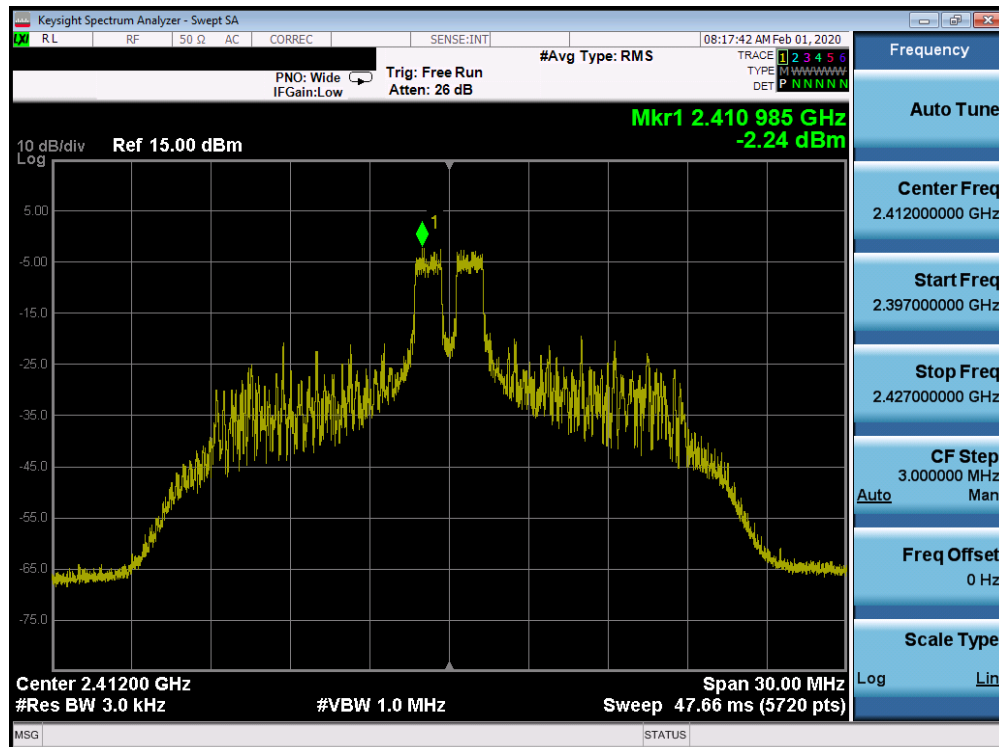 Keysight Spectrum Analyzer - Swept SA
LXI RL RF 50 Ω AC CORREC SENSE:INT 08:17:42 AM Feb 01, 2020
#Avg Type: RMS TRACE 1 2 3 4 5 6
PNO: Wide Trig: Free Run TYPE M WWWWW
IFGain:Low Atten: 26 dB DET P N N N N N
Mkr1 2.410 985 GHz
-2.24 dBm
10 dB/div Ref 15.00 dBm
Log
1
5.00
-5.00
-15.0
-25.0
-35.0
-45.0
-55.0
-65.0
-75.0
Center 2.41200 GHz Span 30.00 MHz
#Res BW 3.0 kHz #VBW 1.0 MHz Sweep 47.66 ms (5720 pts)
MSG STATUS
Frequency
Auto Tune
Center Freq
2.412000000 GHz
Start Freq
2.397000000 GHz
Stop Freq
2.427000000 GHz
CF Step
3.000000 MHz
Auto Man
Freq Offset
0 Hz
Scale Type
Log Lin